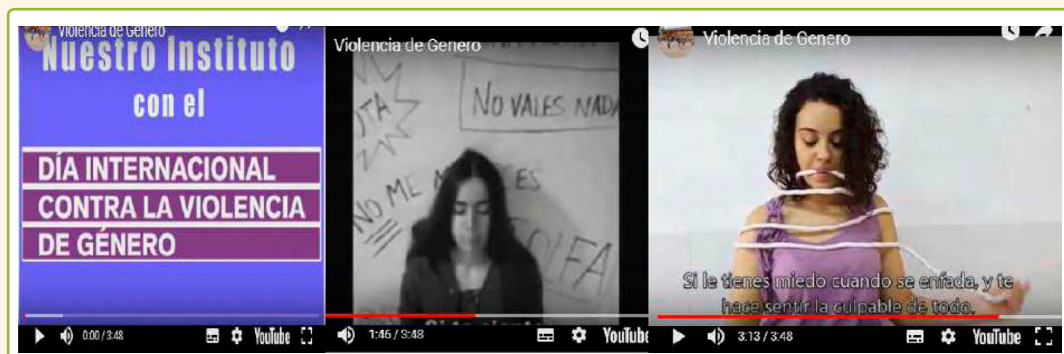 Violencia de Genero
Nuestro Instituto
con el
DÍA INTERNACIONAL
CONTRA LA VIOLENCIA
DE GÉNERO
0:00 / 3:48
YouTube
Violencia de Genero
NO VALES NADA
NO ME
ES
1:46 / 3:48
YouTube
Violencia de Genero
Si le tienes miedo cuando se enfada, y te
hace sentir la culpable de todo.
3:13 / 3:48
YouTube